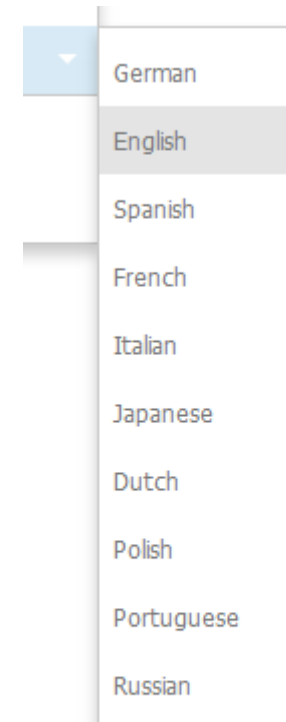 German
English
Spanish
French
Italian
Japanese
Dutch
Polish
Portuguese
Russian